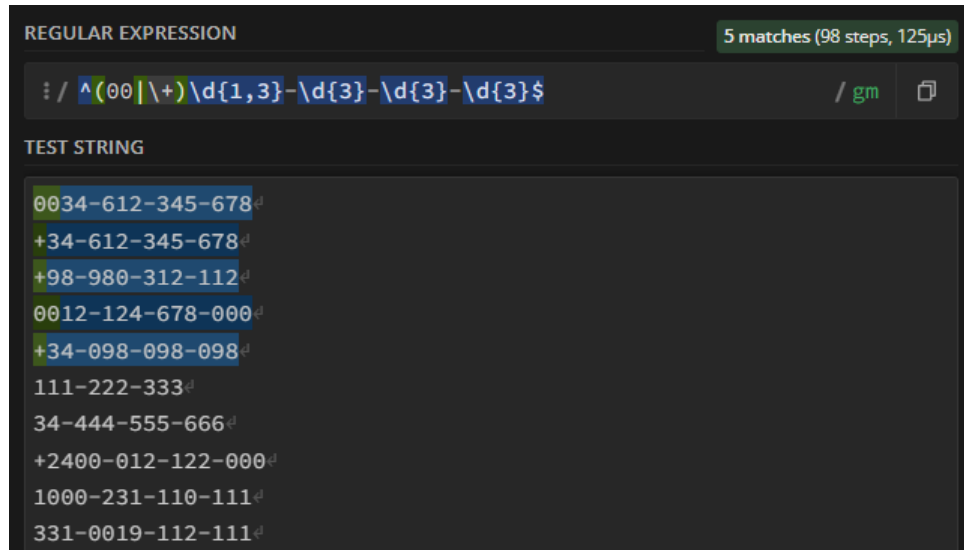 REGULAR EXPRESSION
5 matches (98 steps, 125µs)
/ ^(00|\+)\d{1,3}-\d{3}-\d{3}-\d{3}$ / gm
TEST STRING
0034-612-345-678
+34-612-345-678
+98-980-312-112
0012-124-678-000
+34-098-098-098
111-222-333
34-444-555-666
+2400-012-122-000
1000-231-110-111
331-0019-112-111